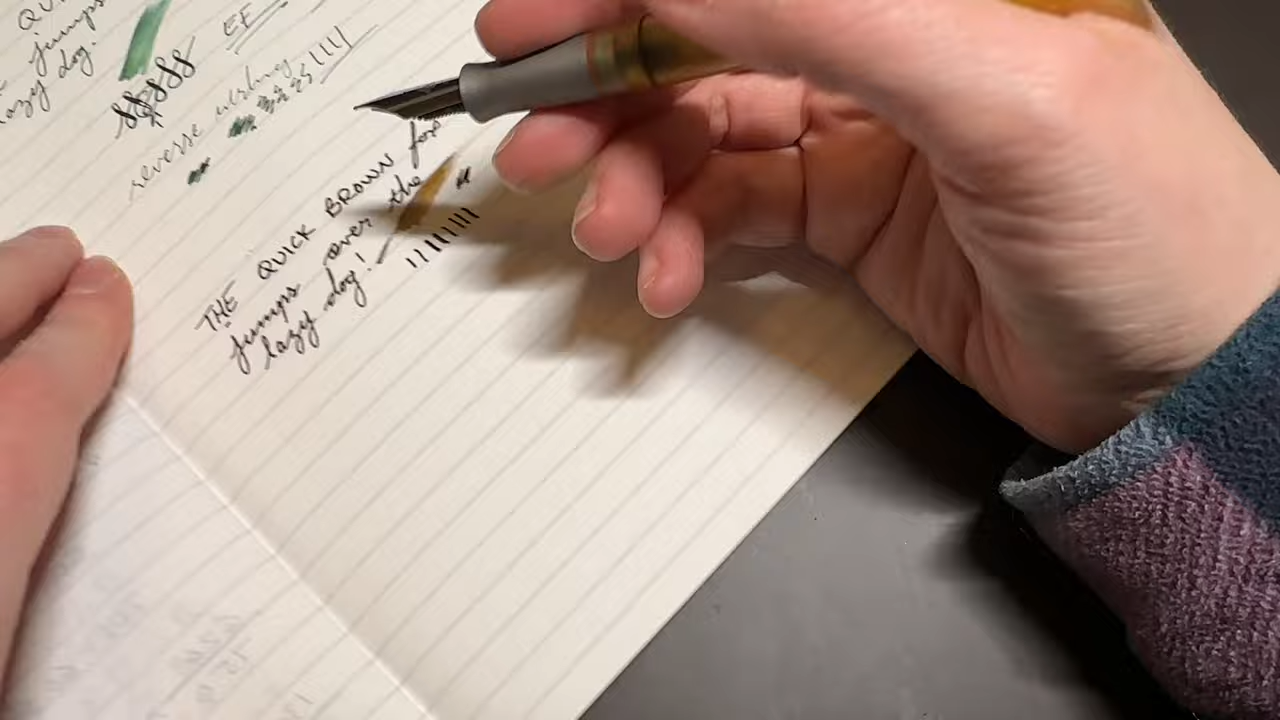 jumps
lazy dog.
EF
reverse writing
THE QUICK BROWN fox
jumps over the
lazy dog!